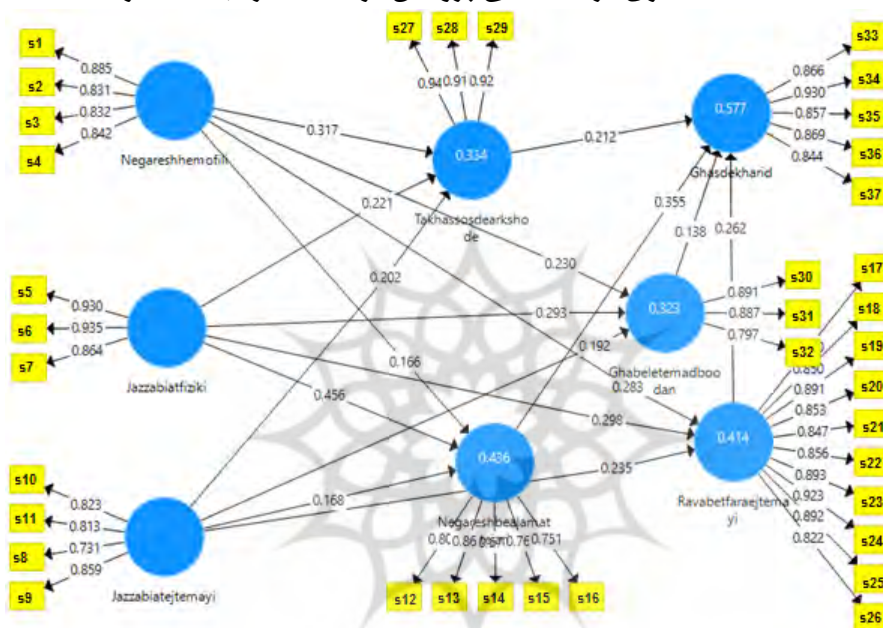 s1
s2
s3
s4
0.885
0.831
0.832
0.842
Negareshhemofili
s27
s28
s29
0.334
Takhassosdearksho
de
s33
s34
s35
s36
s37
0.866
0.930
0.857
0.869
0.844
0.577
Ghasdekharid
0.317
0.212
0.221
0.355
0.138
0.262
0.202
0.230
s5
s6
s7
0.930
0.935
0.864
Jazzabiatfiziki
0.293
0.166
0.192
0.456
0.283
0.298
s30
s31
s32
0.891
0.887
0.797
0.323
Ghabeletemadboo
dan
s17
s18
s19
s20
s21
s22
s23
s24
s25
s26
0.891
0.853
0.847
0.856
0.893
0.923
0.892
0.822
0.414
Ravabetfaraejtema
yi
s10
s11
s8
s9
0.823
0.813
0.731
0.859
Jazzabiatejtemayi
0.168
0.235
0.436
0.751
s12
s13
s14
s15
s16